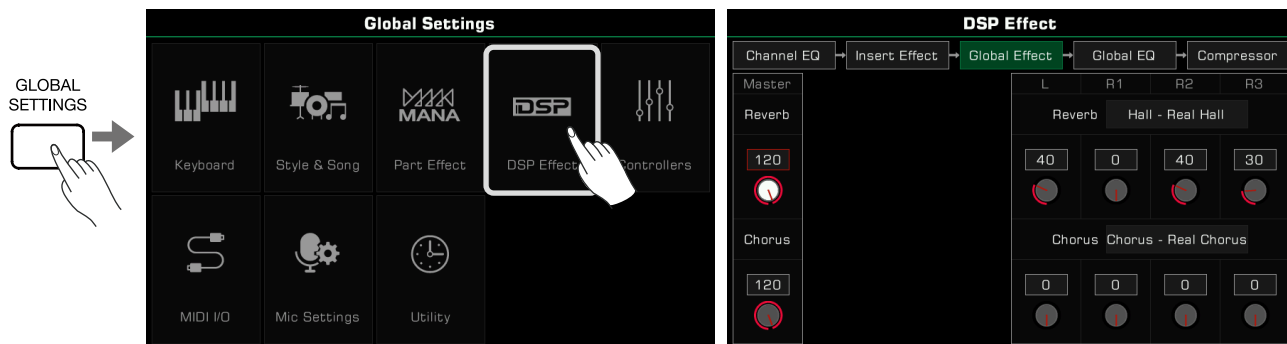 GLOBAL
SETTINGS
Global Settings
Keyboard
Style & Song
MANA
Part Effect
DSP
DSP Effect
Controllers
MIDI I/O
Mic Settings
Utility
DSP Effect
Channel EQ
Insert Effect
Global Effect
Global EQ
Compressor
Master
L
R1
R2
R3
Reverb
Reverb
Hall - Real Hall
120
40
0
40
30
Chorus
Chorus
Chorus - Real Chorus
120
0
0
0
0